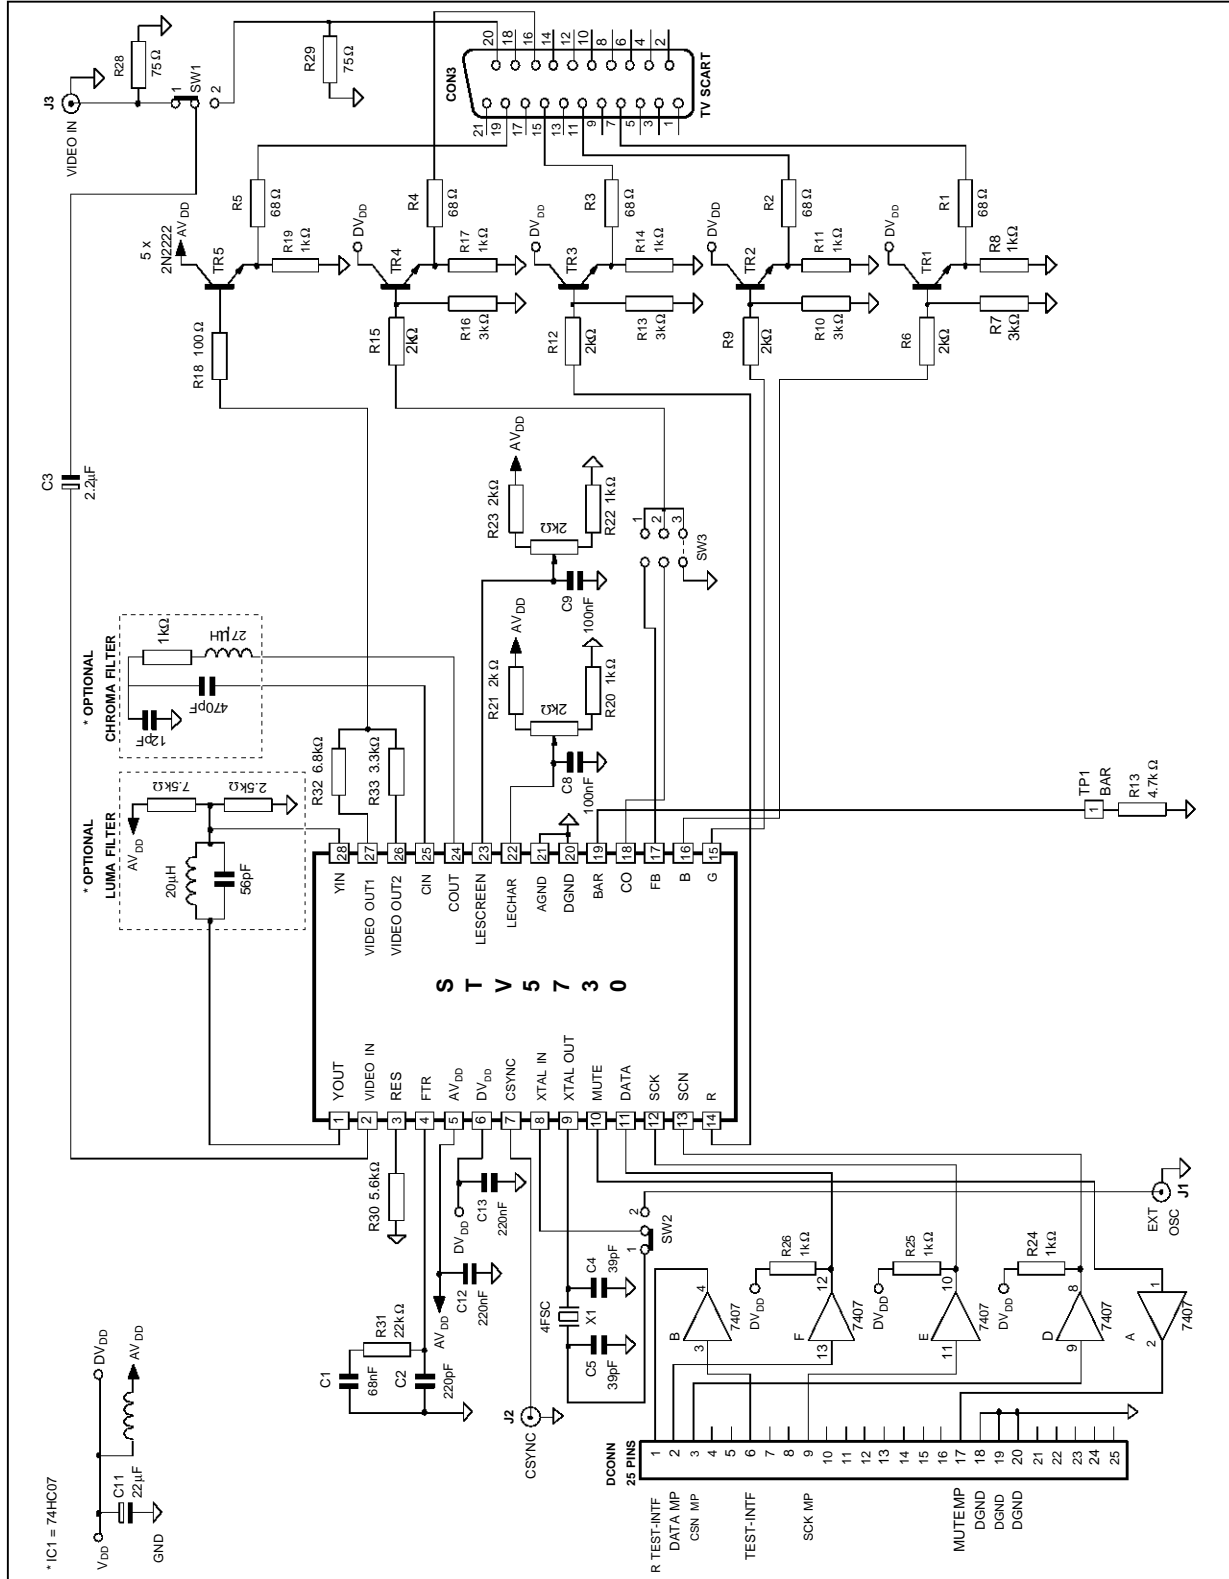 * IC1 = 74HC07
VDD
C11
22µF
GND
DVDD
AVDD
J3
VIDEO IN
R28
75Ω
SW1
1
2
R29
75Ω
CON3
TV SCART
20
18
16
14
12
10
8
6
4
2
21
19
17
15
13
11
9
7
5
3
1
C3
2.2µF
5 x
2N2222
AVDD
R18 100Ω
TR5
R5
68Ω
R19
1kΩ
DVDD
R15
2kΩ
TR4
R4
68Ω
R17
1kΩ
R16
3kΩ
DVDD
R12
2kΩ
TR3
R3
68Ω
R14
1kΩ
R13
3kΩ
DVDD
R9
2kΩ
TR2
R2
68Ω
R11
1kΩ
R10
3kΩ
DVDD
R6
2kΩ
TR1
R1
68Ω
R8
1kΩ
R7
3kΩ
* OPTIONAL
CHROMA FILTER
12pF
470pF
1kΩ
27µH
* OPTIONAL
LUMA FILTER
AVDD
7.5kΩ
2.5kΩ
20µH
56pF
R32 6.8kΩ
R33 3.3kΩ
R21 2kΩ
AVDD
2kΩ
R20 1kΩ
C8
100nF
R23 2kΩ
AVDD
2kΩ
R22 1kΩ
C9
100nF
1
2
3
SW3
TP1
BAR
1
R13
4.7kΩ
STV5730
28
YIN
27
VIDEO OUT1
26
VIDEO OUT2
25
CIN
24
COUT
23
LESCREEN
22
LECHAR
21
AGND
20
DGND
19
BAR
18
CO
17
FB
16
B
15
G
YOUT
1
VIDEO IN
2
RES
3
FTR
4
AVDD
5
DVDD
6
CSYNC
7
XTAL IN
8
XTAL OUT
9
MUTE
10
DATA
11
SCK
12
SCN
13
R
14
R30 5.6kΩ
R31
22kΩ
C1
68nF
C2
220pF
AVDD
C12
220nF
DVDD
C13
220nF
J2
CSYNC
4FSC
X1
C4
39pF
C5
39pF
1
2
SW2
EXT
OSC
J1
B
3
4
7407
DVDD
R26
1kΩ
F
13
12
7407
DVDD
R25
1kΩ
E
11
10
7407
DVDD
R24
1kΩ
D
9
8
7407
A
1
2
7407
DCONN
25 PINS
1
2
3
4
5
6
7
8
9
10
11
12
13
14
15
16
17
18
19
20
21
22
23
24
25
R TEST-INTF
DATA MP
CSN MP
TEST-INTF
SCK MP
MUTE MP
DGND
DGND
DGND